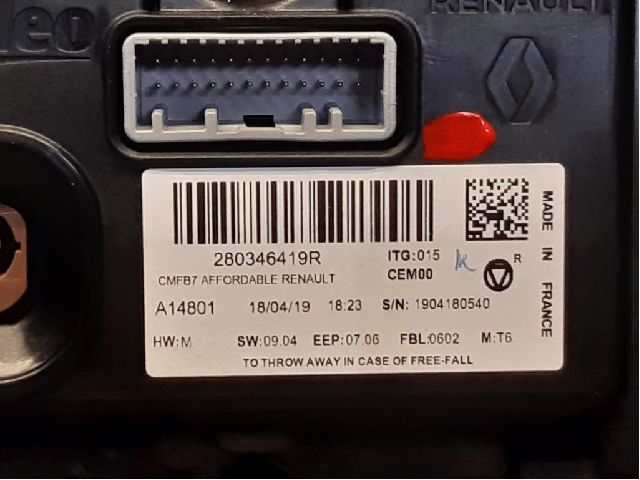 leo
RENAULT
280346419R
ITG:015
CEM00
k
R
CMFB7 AFFORDABLE RENAULT
A14801 18/04/19 18:23 S/N: 1904180540
HW:M SW:09.04 EEP:07.06 FBL:0602 M:T6
TO THROW AWAY IN CASE OF FREE-FALL
MADE IN FRANCE